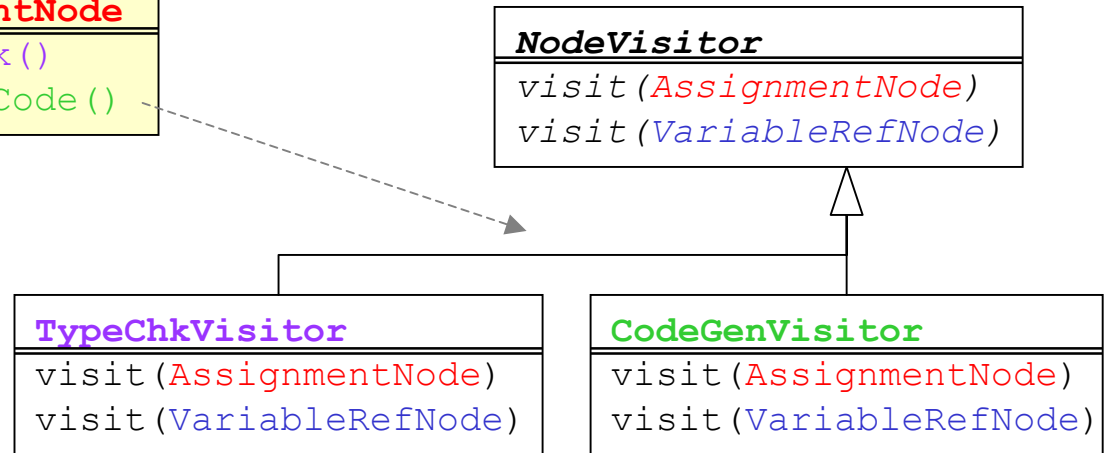 ntNode
k()
Code()
NodeVisitor
visit(AssignmentNode)
visit(VariableRefNode)
TypeChkVisitor
visit(AssignmentNode)
visit(VariableRefNode)
CodeGenVisitor
visit(AssignmentNode)
visit(VariableRefNode)